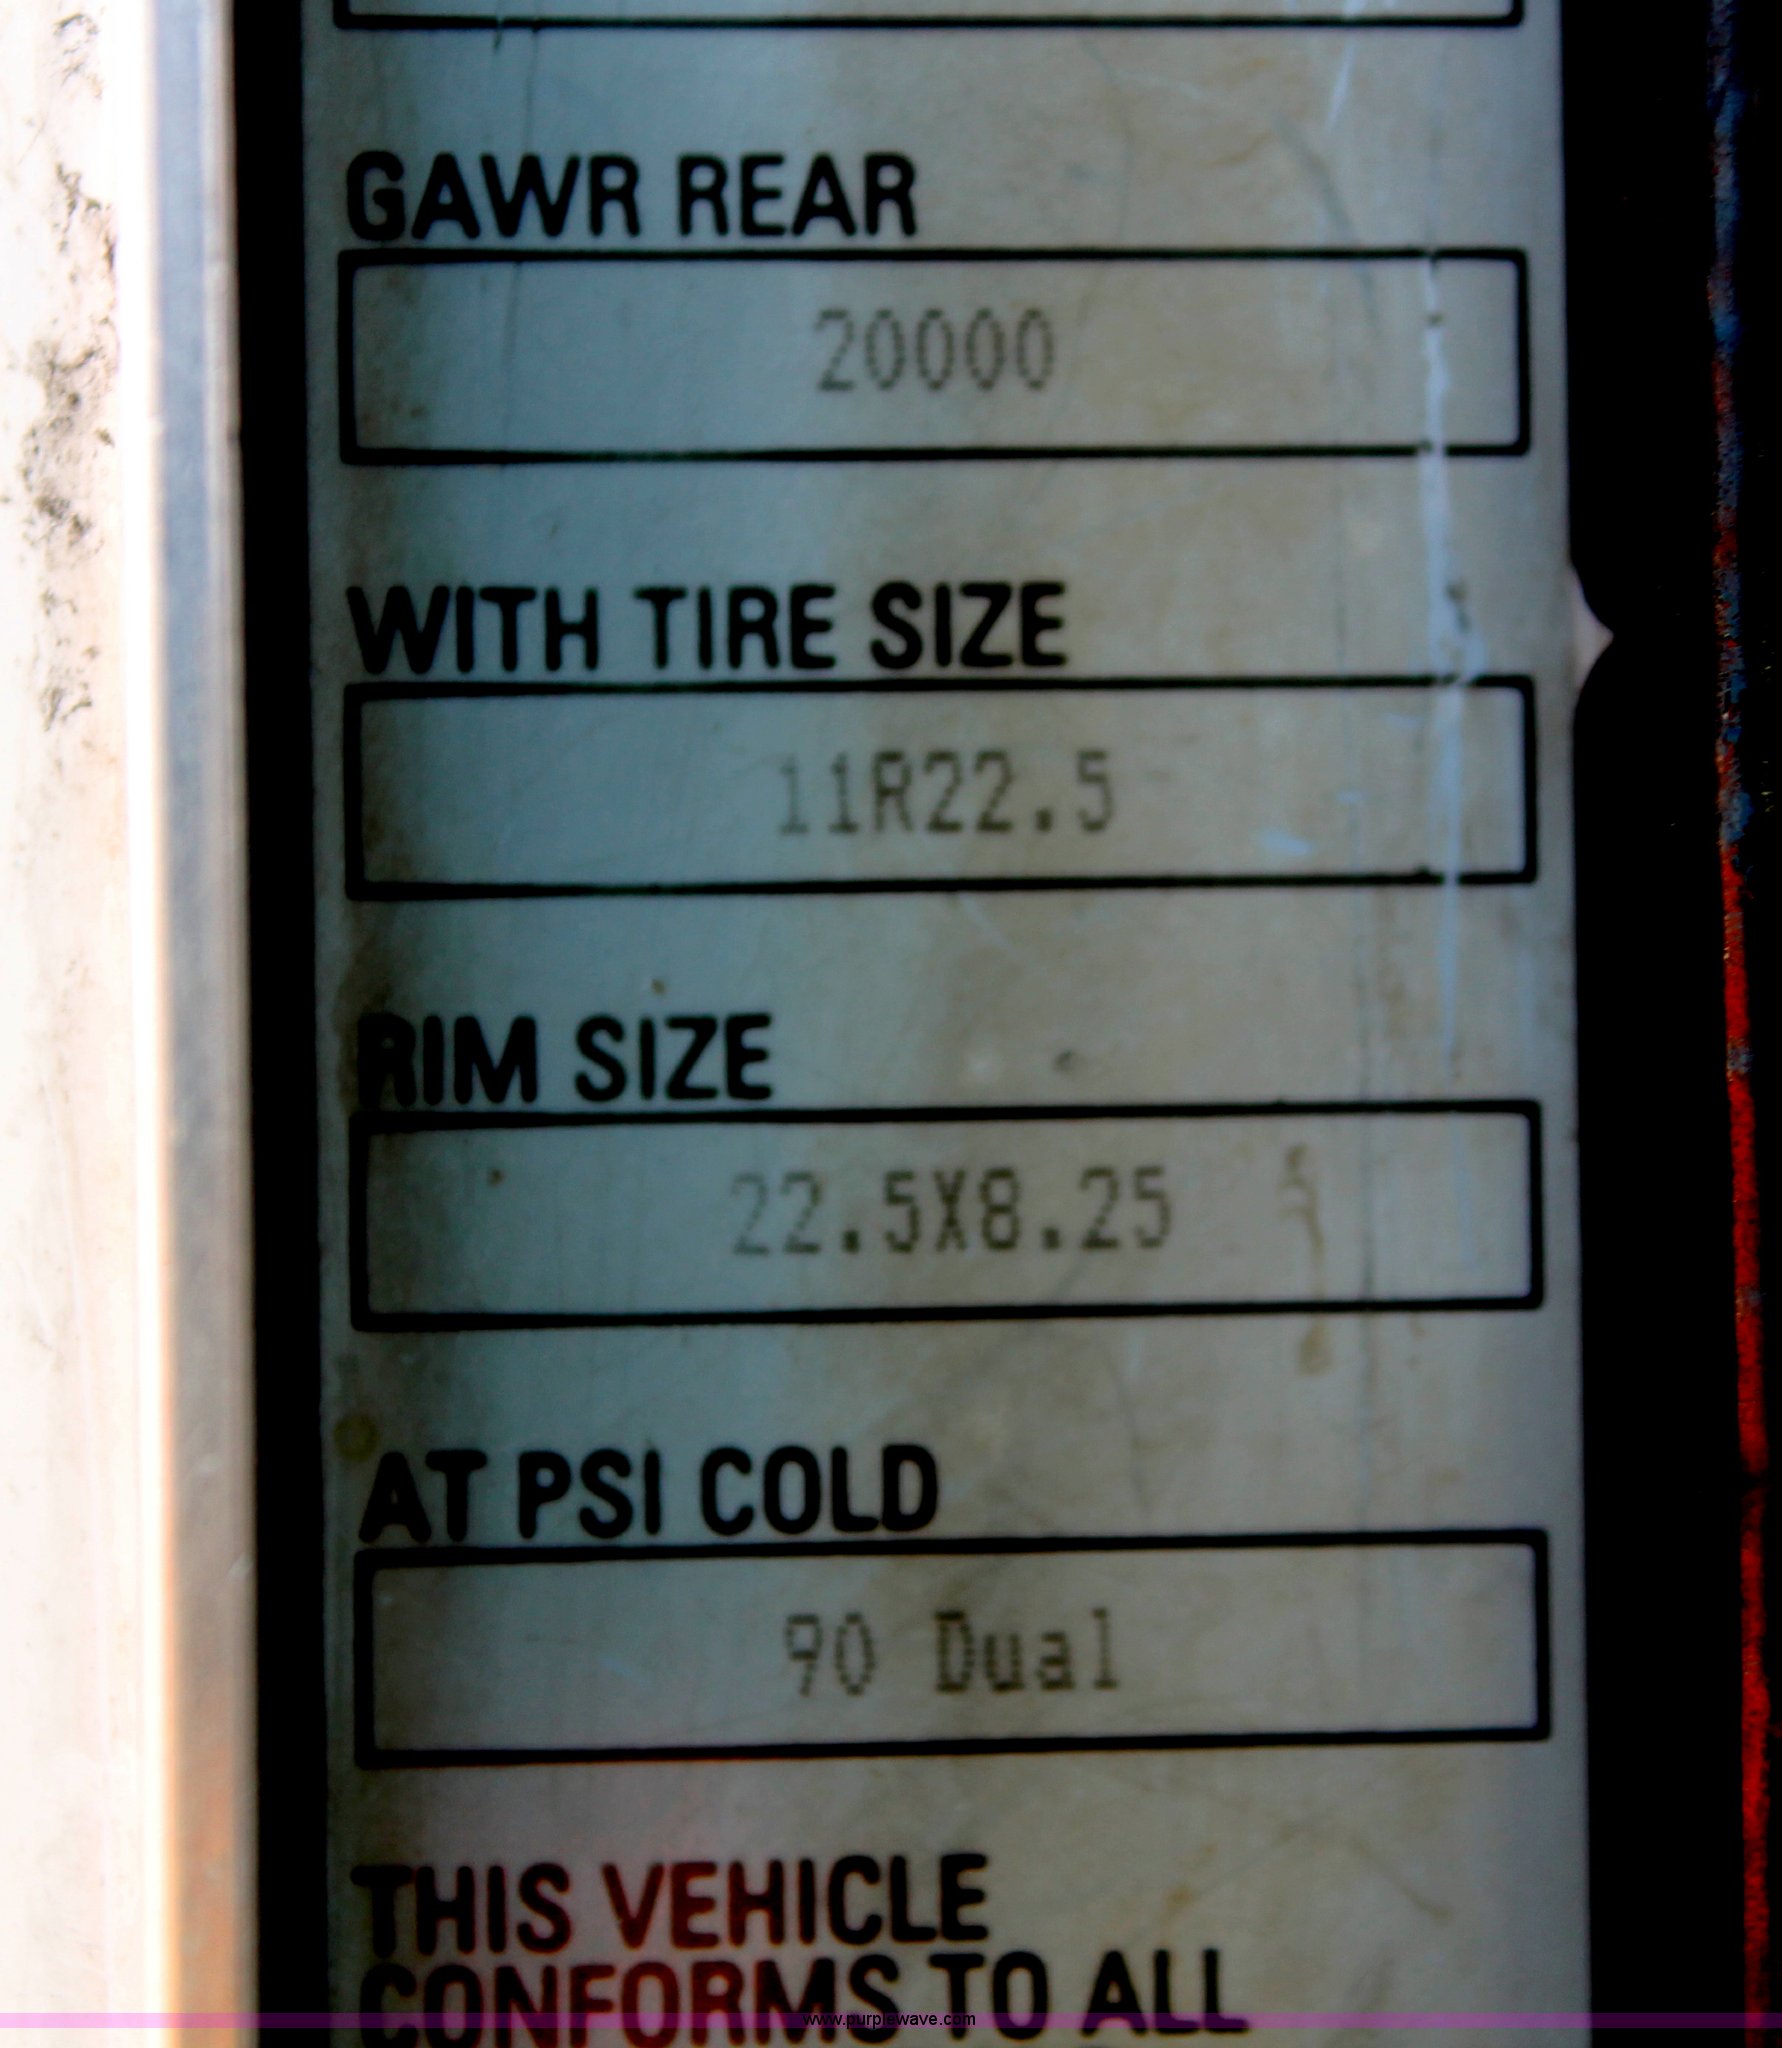 GAWR REAR
20000
WITH TIRE SIZE
11R22.5
RIM SIZE
22.5X8.25
AT PSI COLD
90 Dual
THIS VEHICLE
CONFORMS TO ALL
www.purplewave.com